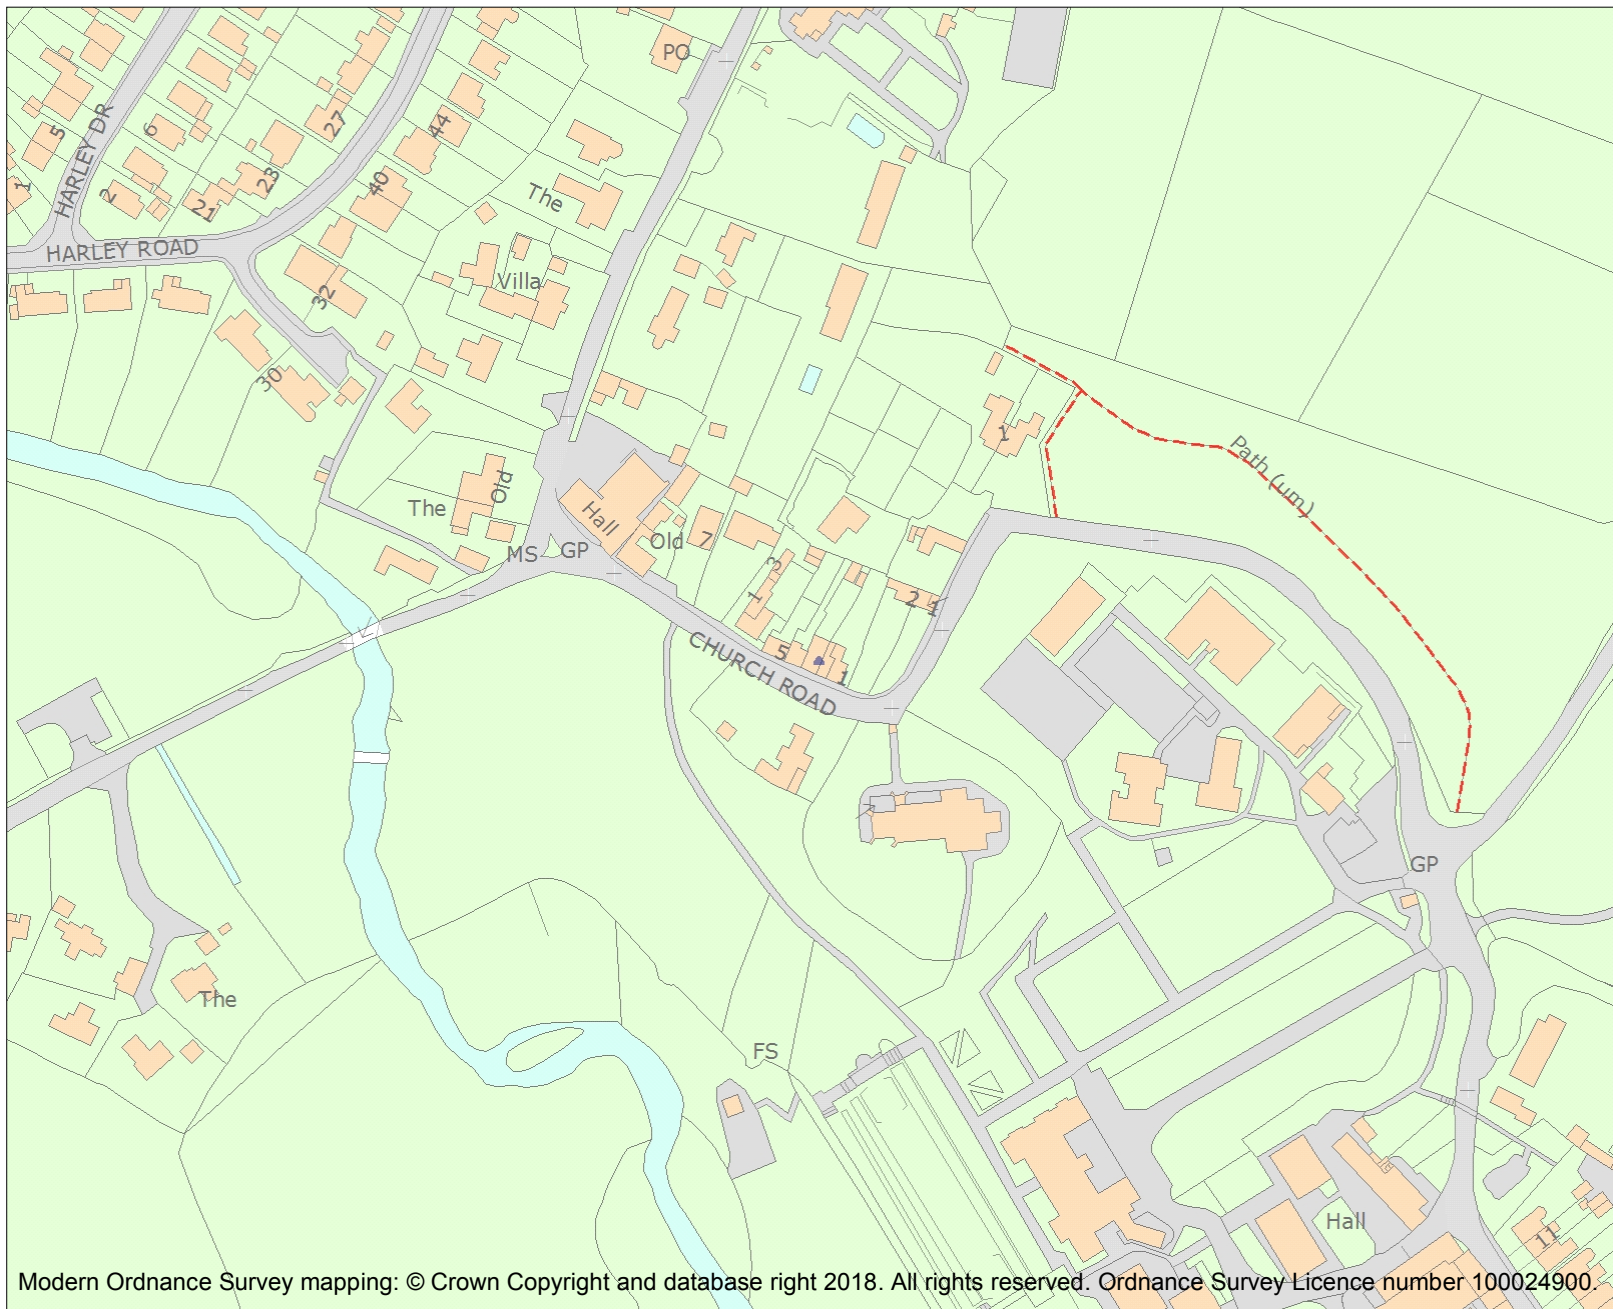 PO
HARLEY DR
5
1
6
2
27
23
21
44
40
The
HARLEY ROAD
Villa
32
30
1
Path (um)
The
Old
Hall
Old
7
MS
GP
3
1
2
1
5
1
CHURCH ROAD
GP
The
FS
Hall
11
Modern Ordnance Survey mapping: © Crown Copyright and database right 2018. All rights reserved. Ordnance Survey Licence number 100024900.